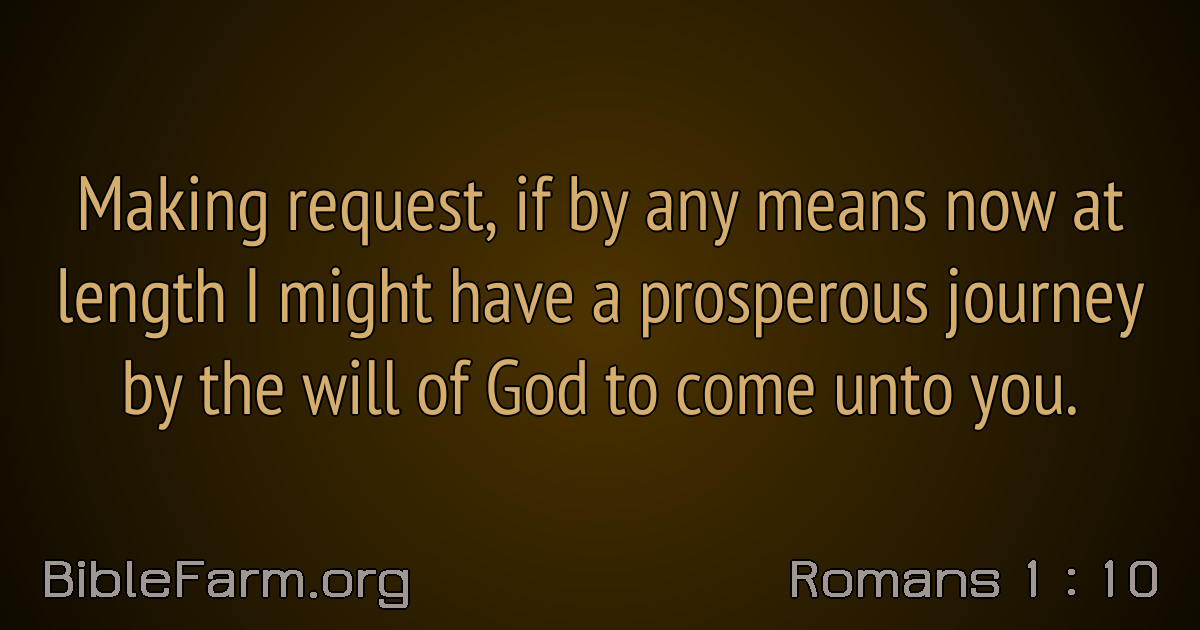 Making request, if by any means now at
length I might have a prosperous journey
by the will of God to come unto you.
BibleFarm.org
Romans 1 : 10